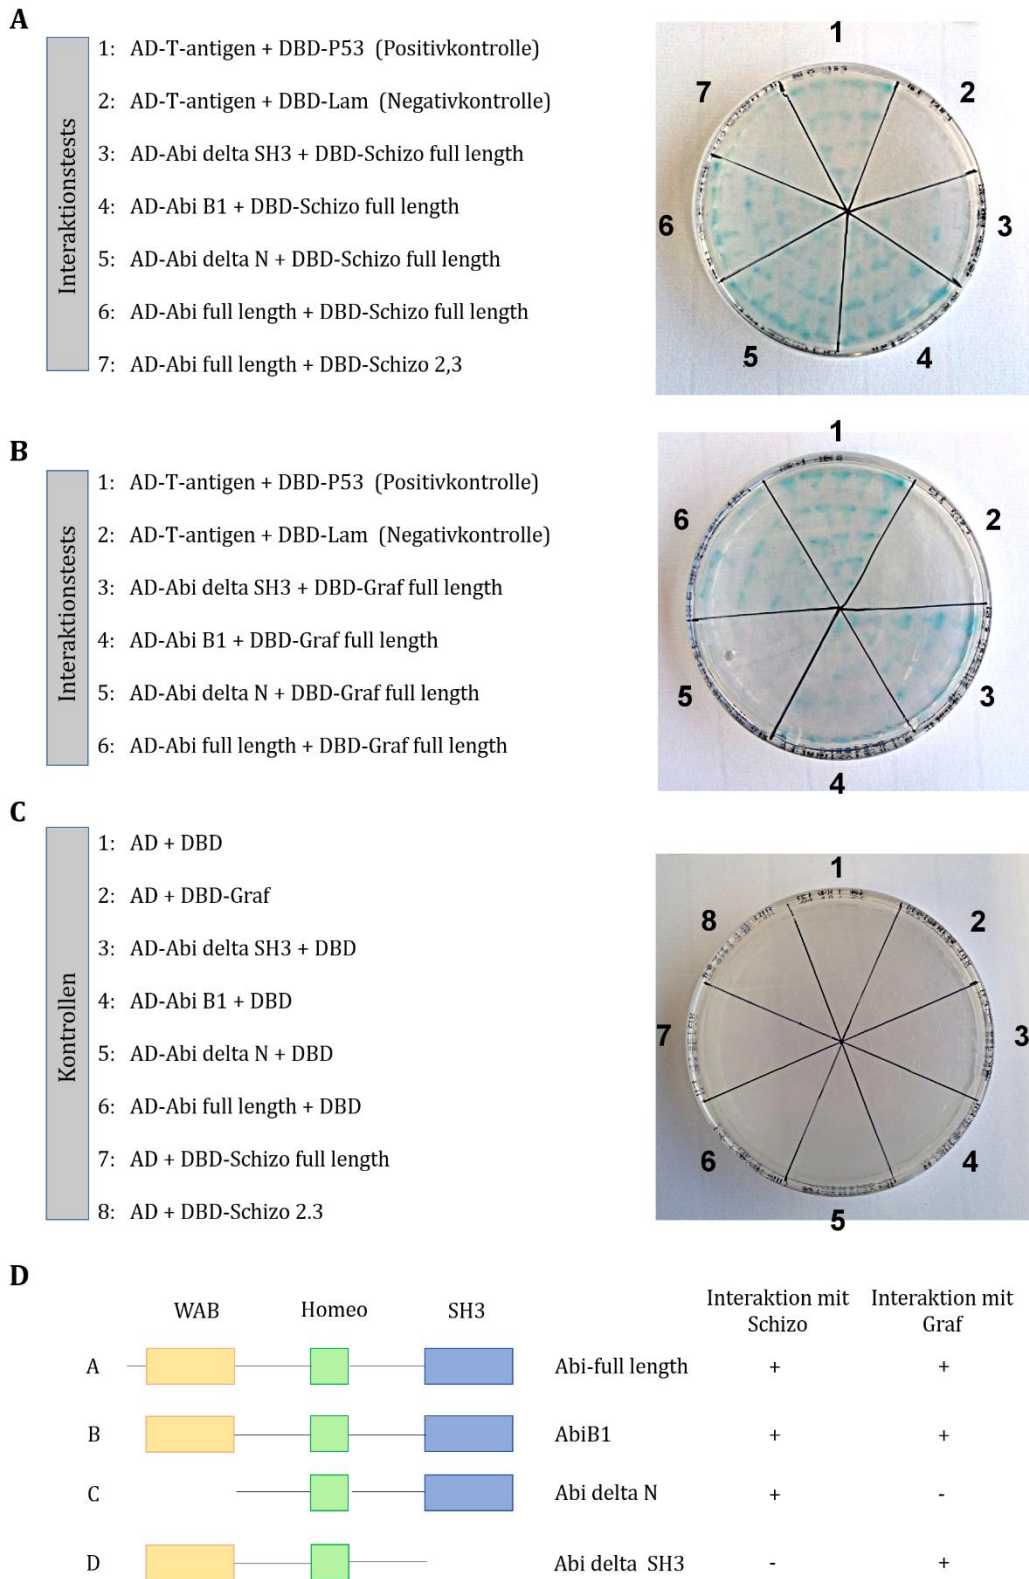 A
Interaktionstests
1: AD-T-antigen + DBD-P53 (Positivkontrolle)
2: AD-T-antigen + DBD-Lam (Negativkontrolle)
3: AD-Abi delta SH3 + DBD-Schizo full length
4: AD-Abi B1 + DBD-Schizo full length
5: AD-Abi delta N + DBD-Schizo full length
6: AD-Abi full length + DBD-Schizo full length
7: AD-Abi full length + DBD-Schizo 2,3
1
2
3
4
5
6
7
B
Interaktionstests
1: AD-T-antigen + DBD-P53 (Positivkontrolle)
2: AD-T-antigen + DBD-Lam (Negativkontrolle)
3: AD-Abi delta SH3 + DBD-Graf full length
4: AD-Abi B1 + DBD-Graf full length
5: AD-Abi delta N + DBD-Graf full length
6: AD-Abi full length + DBD-Graf full length
1
2
3
4
5
6
C
Kontrollen
1: AD + DBD
2: AD + DBD-Graf
3: AD-Abi delta SH3 + DBD
4: AD-Abi B1 + DBD
5: AD-Abi delta N + DBD
6: AD-Abi full length + DBD
7: AD + DBD-Schizo full length
8: AD + DBD-Schizo 2.3
1
2
3
4
5
6
7
8
D
WAB Homeo SH3 Interaktion mit Schizo Interaktion mit Graf
A Abi-full length + +
B AbiB1 + +
C Abi delta N + -
D Abi delta SH3 - +